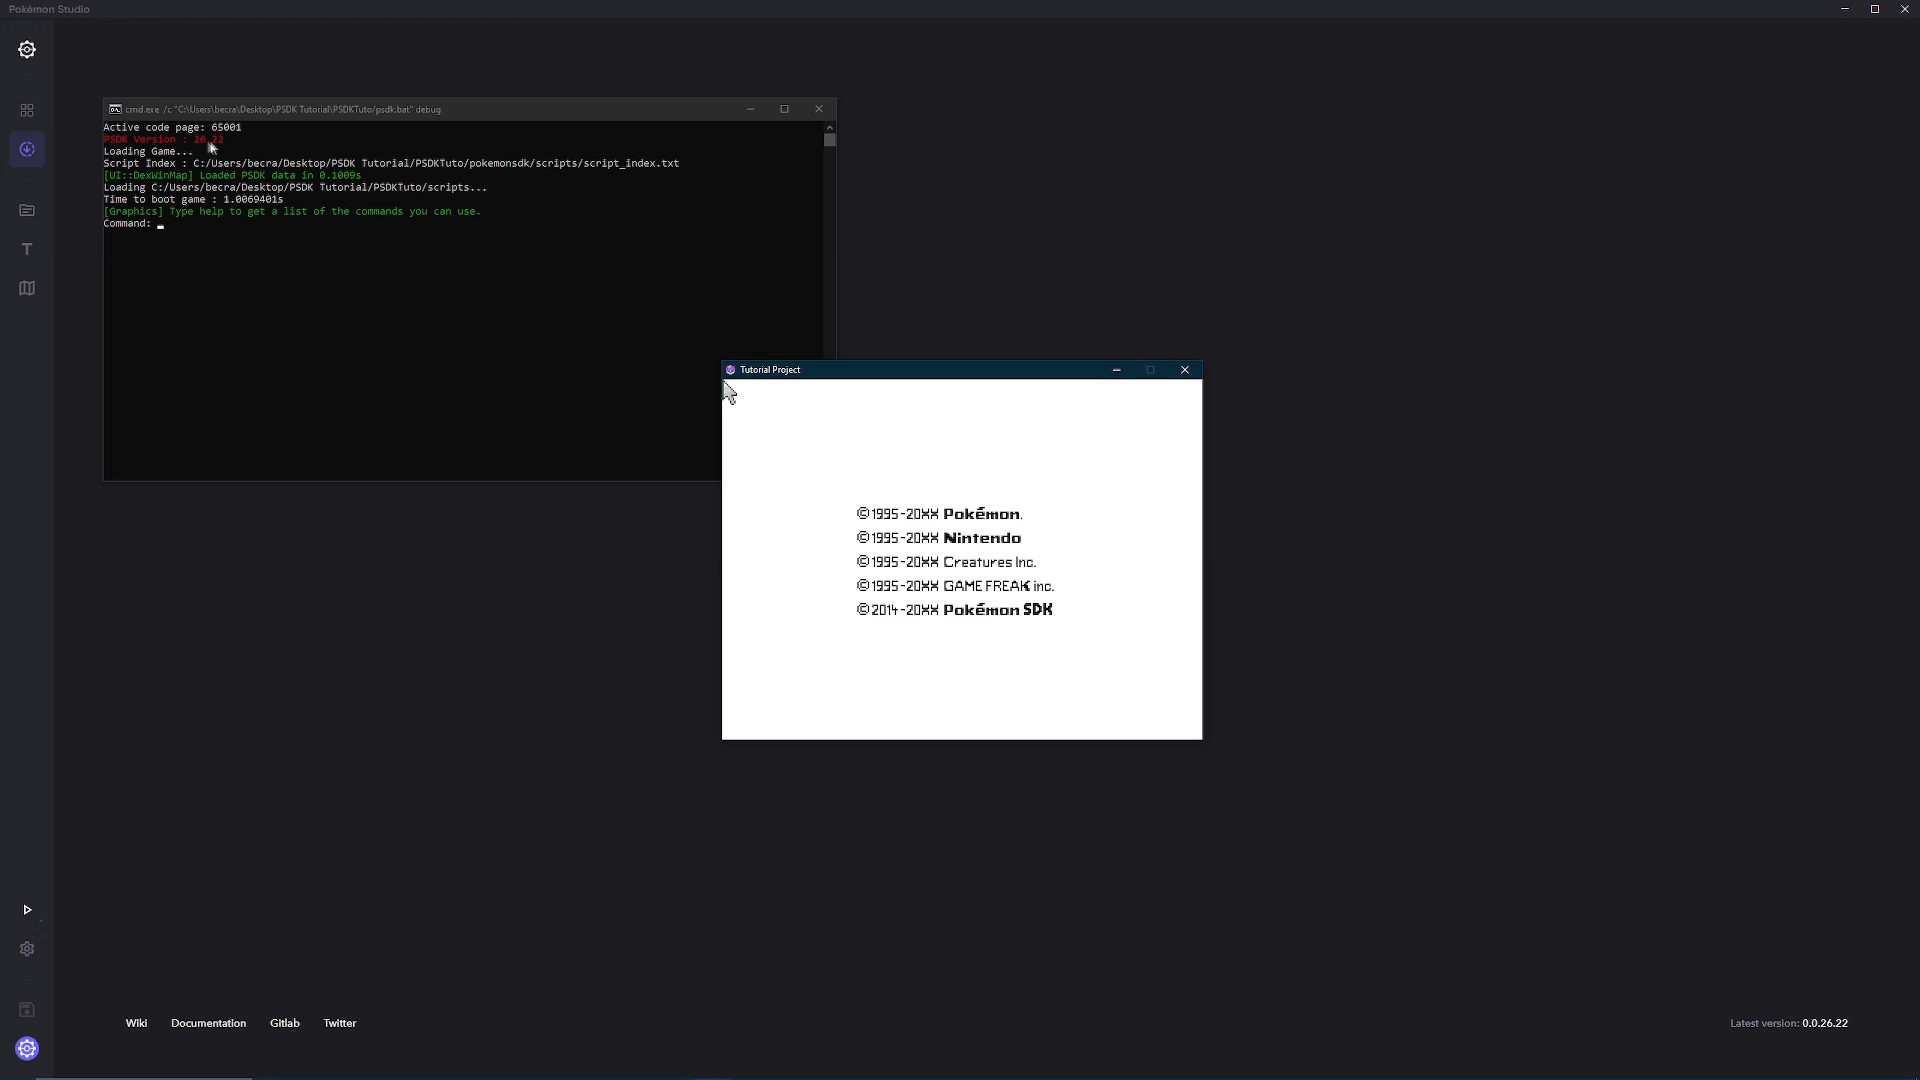 Pokémon Studio
cmd.exe /c "C:\Users\becra\Desktop\PSDK Tutorial\PSDKTuto/psdk.bat" debug
Active code page: 65001
PSDK Version : 26.22
Loading Game...
Script Index : C:/Users/becra/Desktop/PSDK Tutorial/PSDKTuto/pokemonsdk/scripts/script_index.txt
[UI::DexWinMap] Loaded PSDK data in 0.1009s
Loading C:/Users/becra/Desktop/PSDK Tutorial/PSDKTuto/scripts...
Time to boot game : 1.0069401s
[Graphics] Type help to get a list of the commands you can use.
Command:
Tutorial Project
©1995-20XX Pokémon.
©1995-20XX Nintendo
©1995-20XX Creatures Inc.
©1995-20XX GAME FREAK inc.
©2014-20XX Pokémon SDK
Wiki Documentation Gitlab Twitter
Latest version: 0.0.26.22